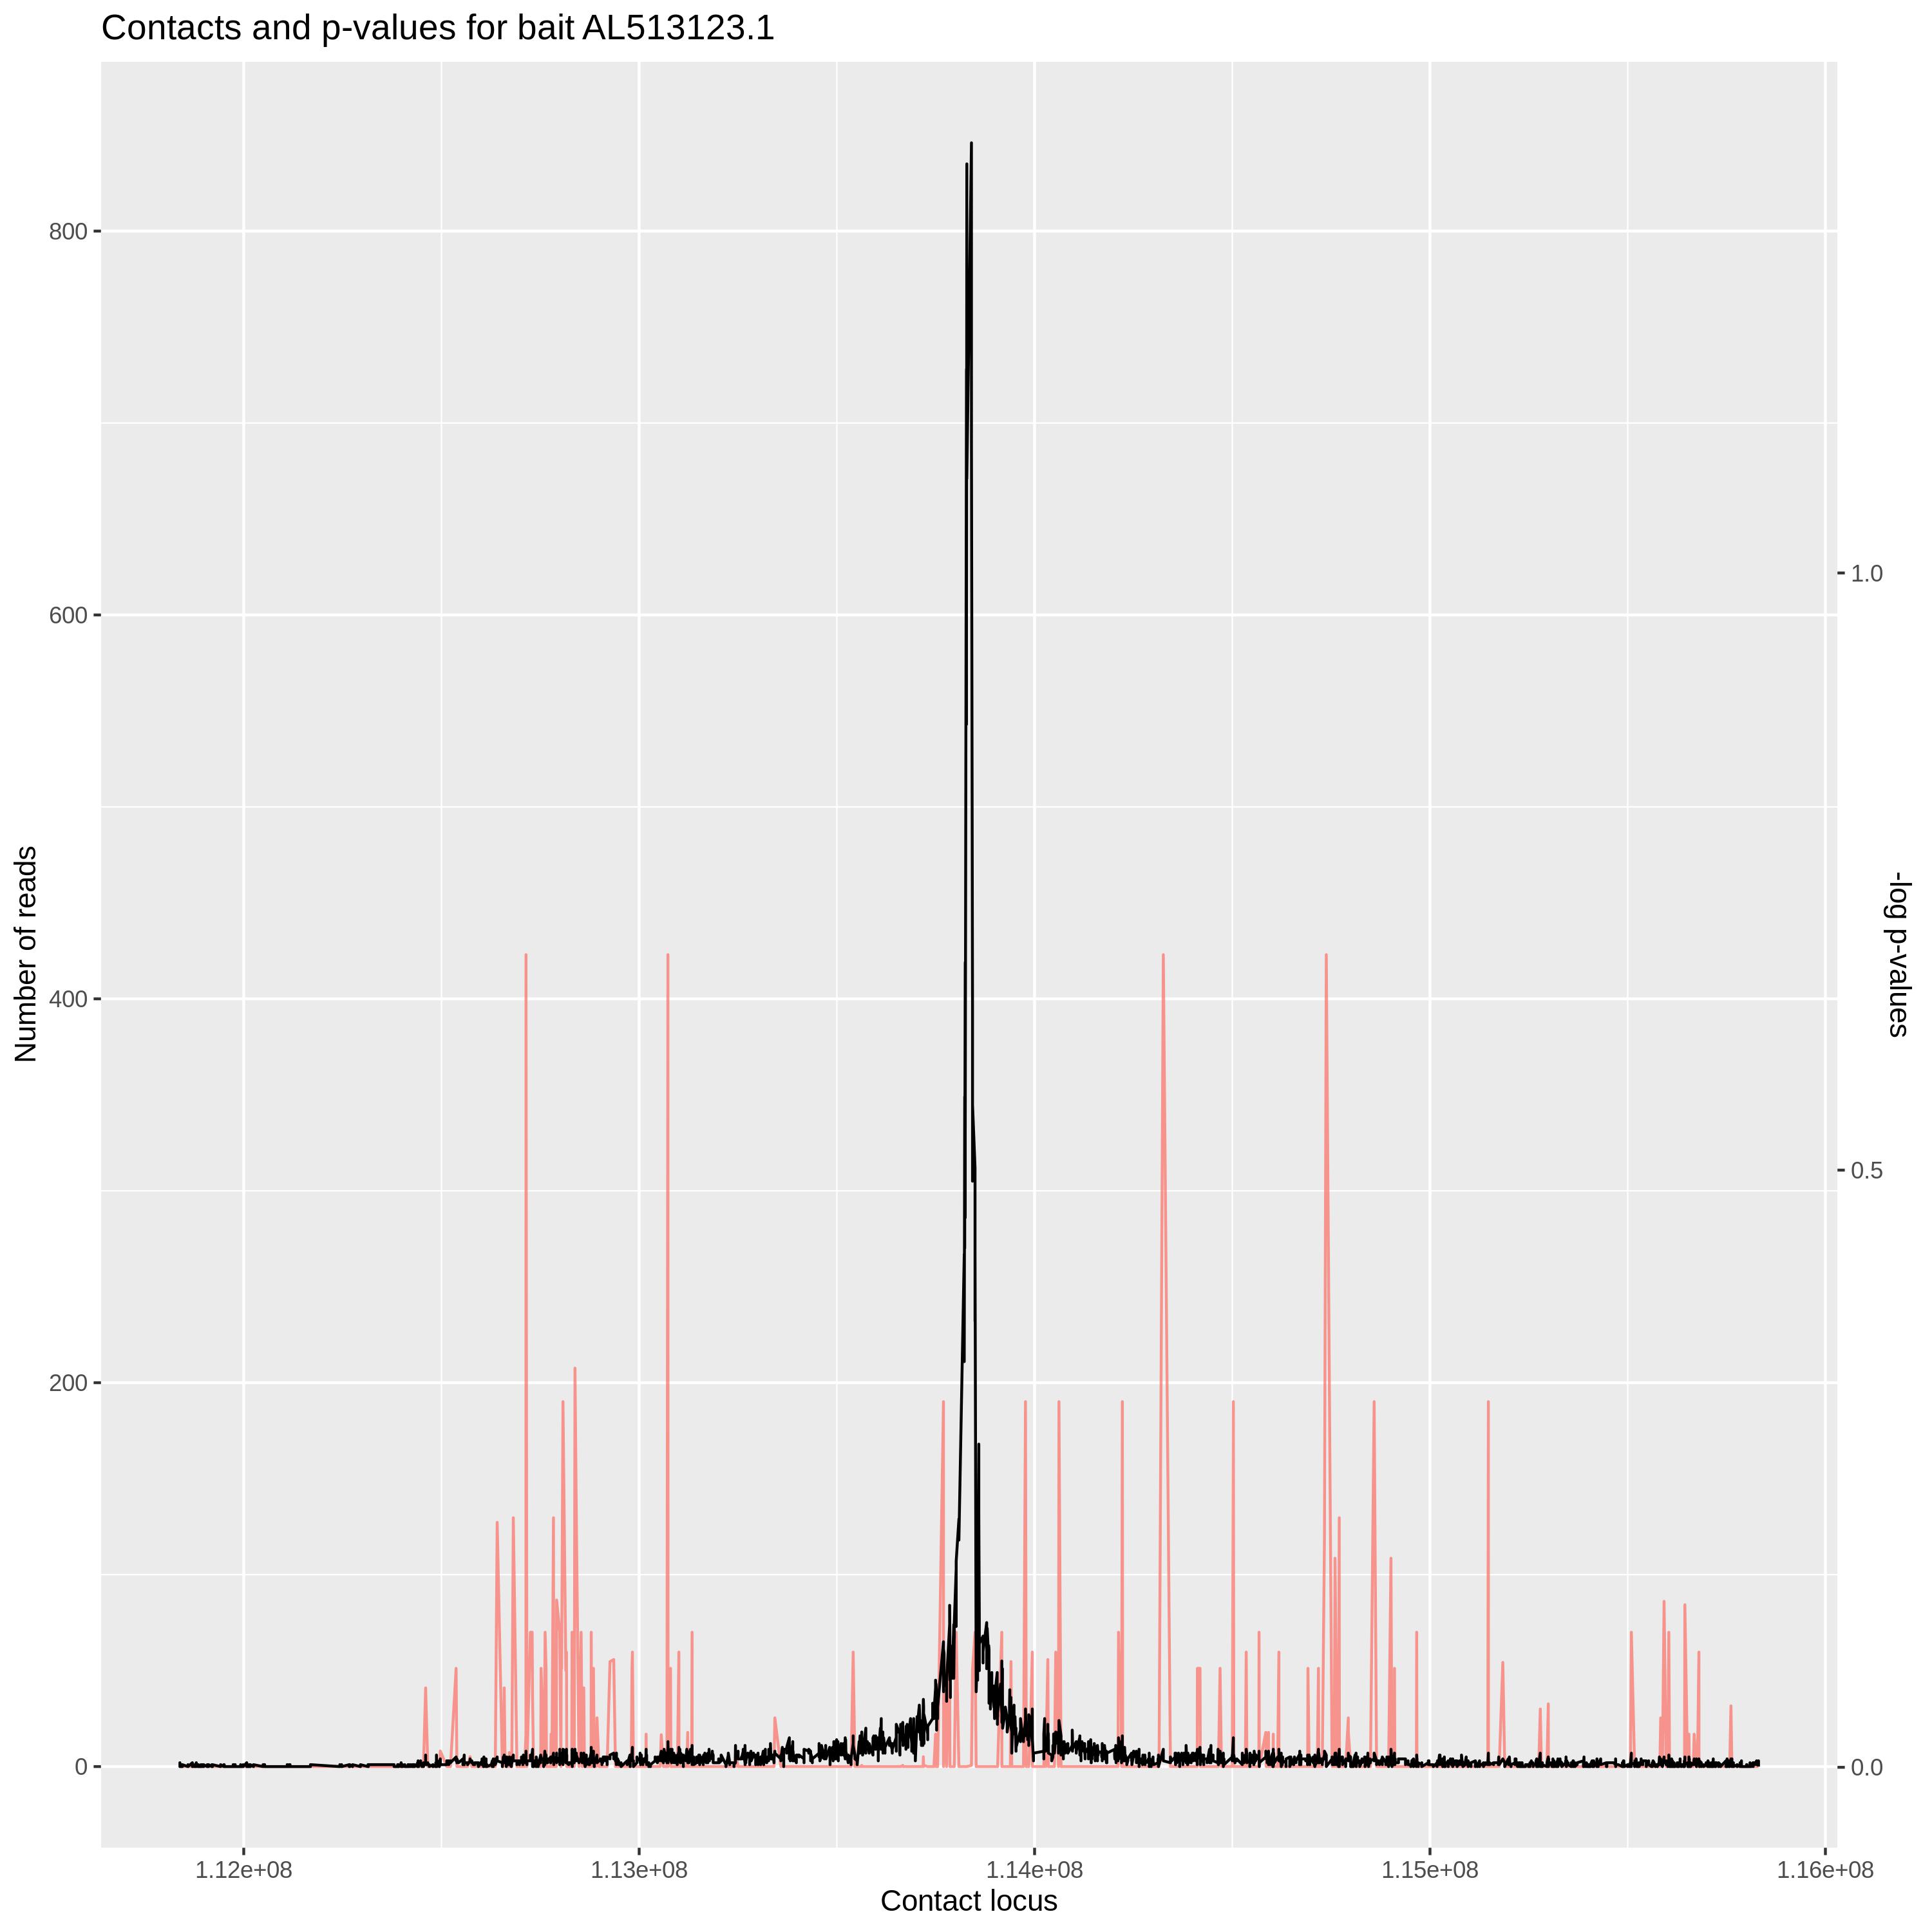 Contacts and p-values for bait AL513123.1
800
600
400
200
0
1.0
0.5
0.0
Number of reads
-log p-values
1.12e+08
1.13e+08
1.14e+08
1.15e+08
1.16e+08
Contact locus